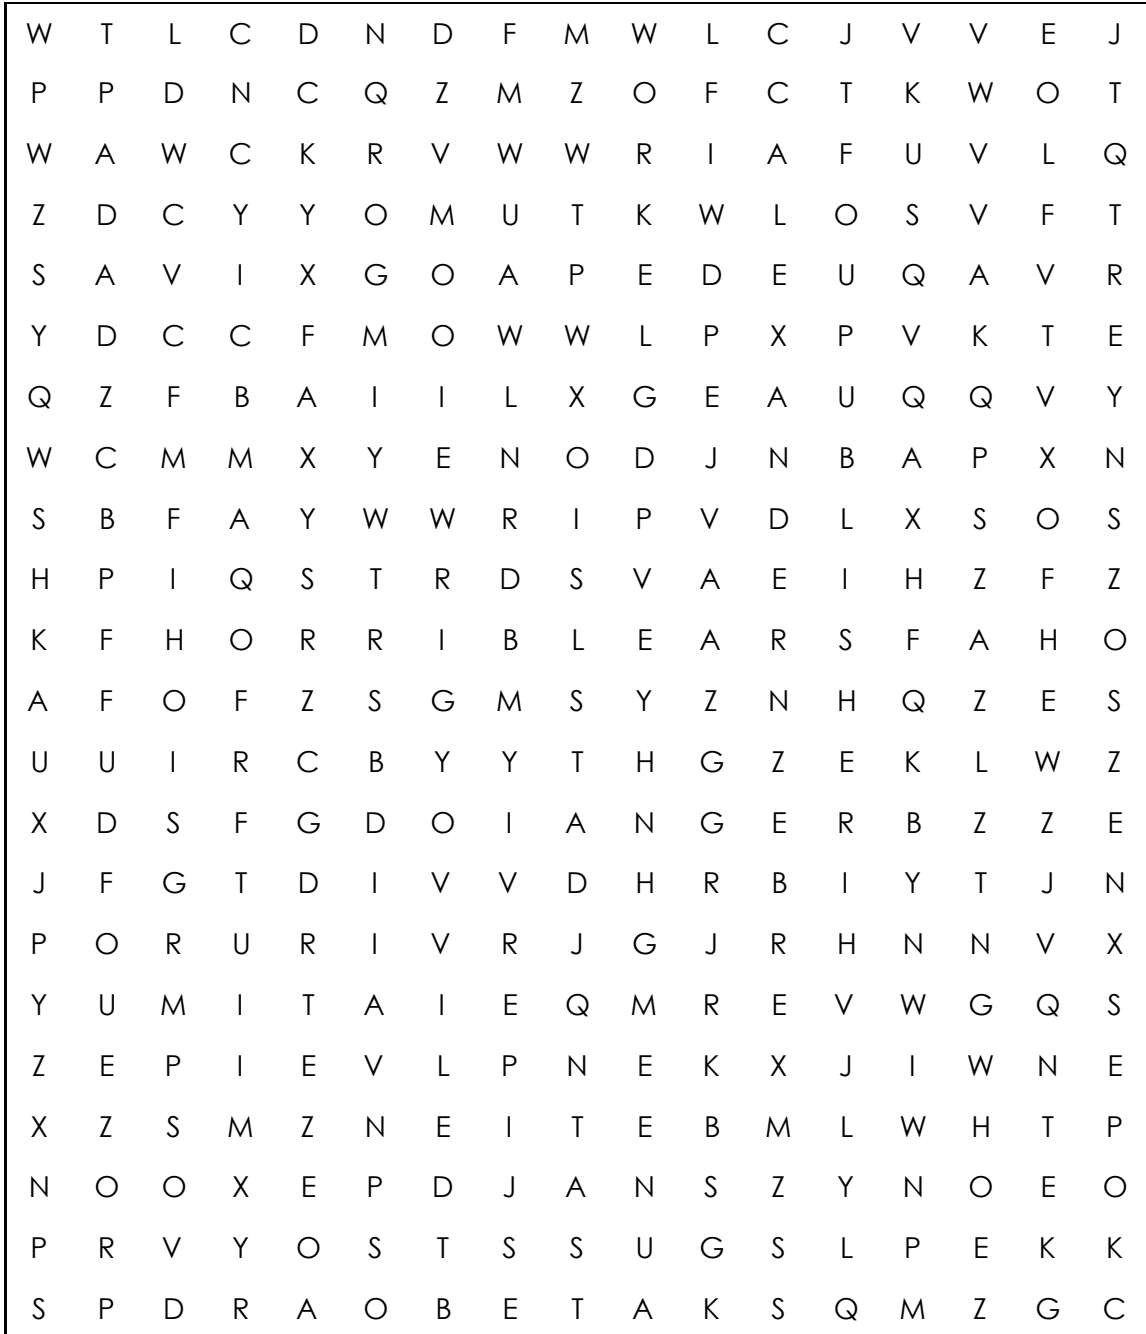 W T L C D N D F M W L C J V V E J
P P D N C Q Z M Z O F C T K W O T
W A W C K R V W W R I A F U V L Q
Z D C Y Y O M U T K W L O S V F T
S A V I X G O A P E D E U Q A V R
Y D C C F M O W W L P X P V K T E
Q Z F B A I I L X G E A U Q Q V Y
W C M M X Y E N O D J N B A P X N
S B F A Y W W R I P V D L X S O S
H P I Q S T R D S V A E I H Z F Z
K F H O R R I B L E A R S F A H O
A F O F Z S G M S Y Z N H Q Z E S
U U I R C B Y Y T H G Z E K L W Z
X D S F G D O I A N G E R B Z Z E
J F G T D I V V D H R B I Y T J N
P O R U R I V R J G J R H N N V X
Y U M I T A I E Q M R E V W G Q S
Z E P I E V L P N E K X J I W N E
X Z S M Z N E I T E B M L W H T P
N O O X E P D J A N S Z Y N O E O
P R V Y O S T S S U G S L P E K K
S P D R A O B E T A K S Q M Z G C